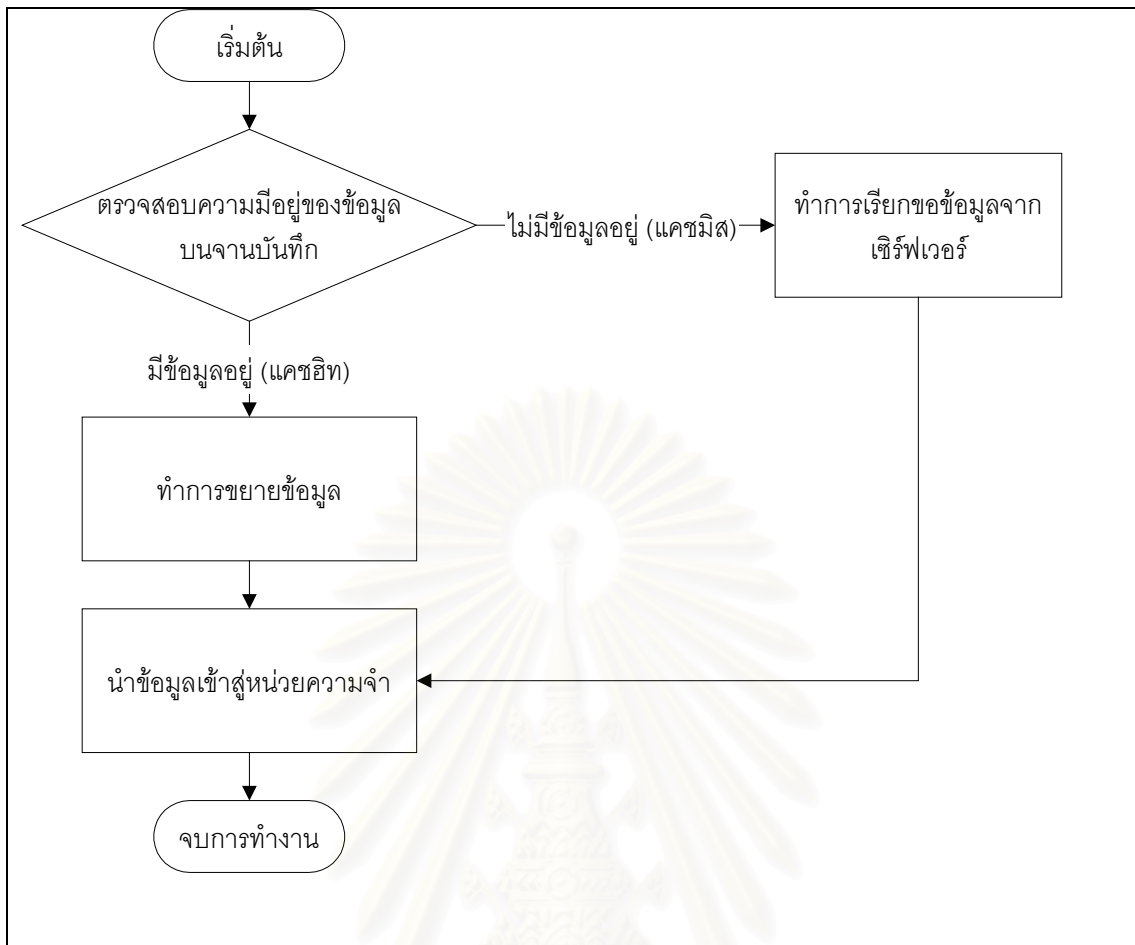 เริ่มต้น
ตรวจสอบความมีอยู่ของข้อมูล
บนจานบันทึก
ไม่มีข้อมูลอยู่ (แคชมิส)
ทำการเรียกขอข้อมูลจาก
เซิร์ฟเวอร์
มีข้อมูลอยู่ (แคชฮิท)
ทำการขยายข้อมูล
นำข้อมูลเข้าสู่หน่วยความจำ
จบการทำงาน